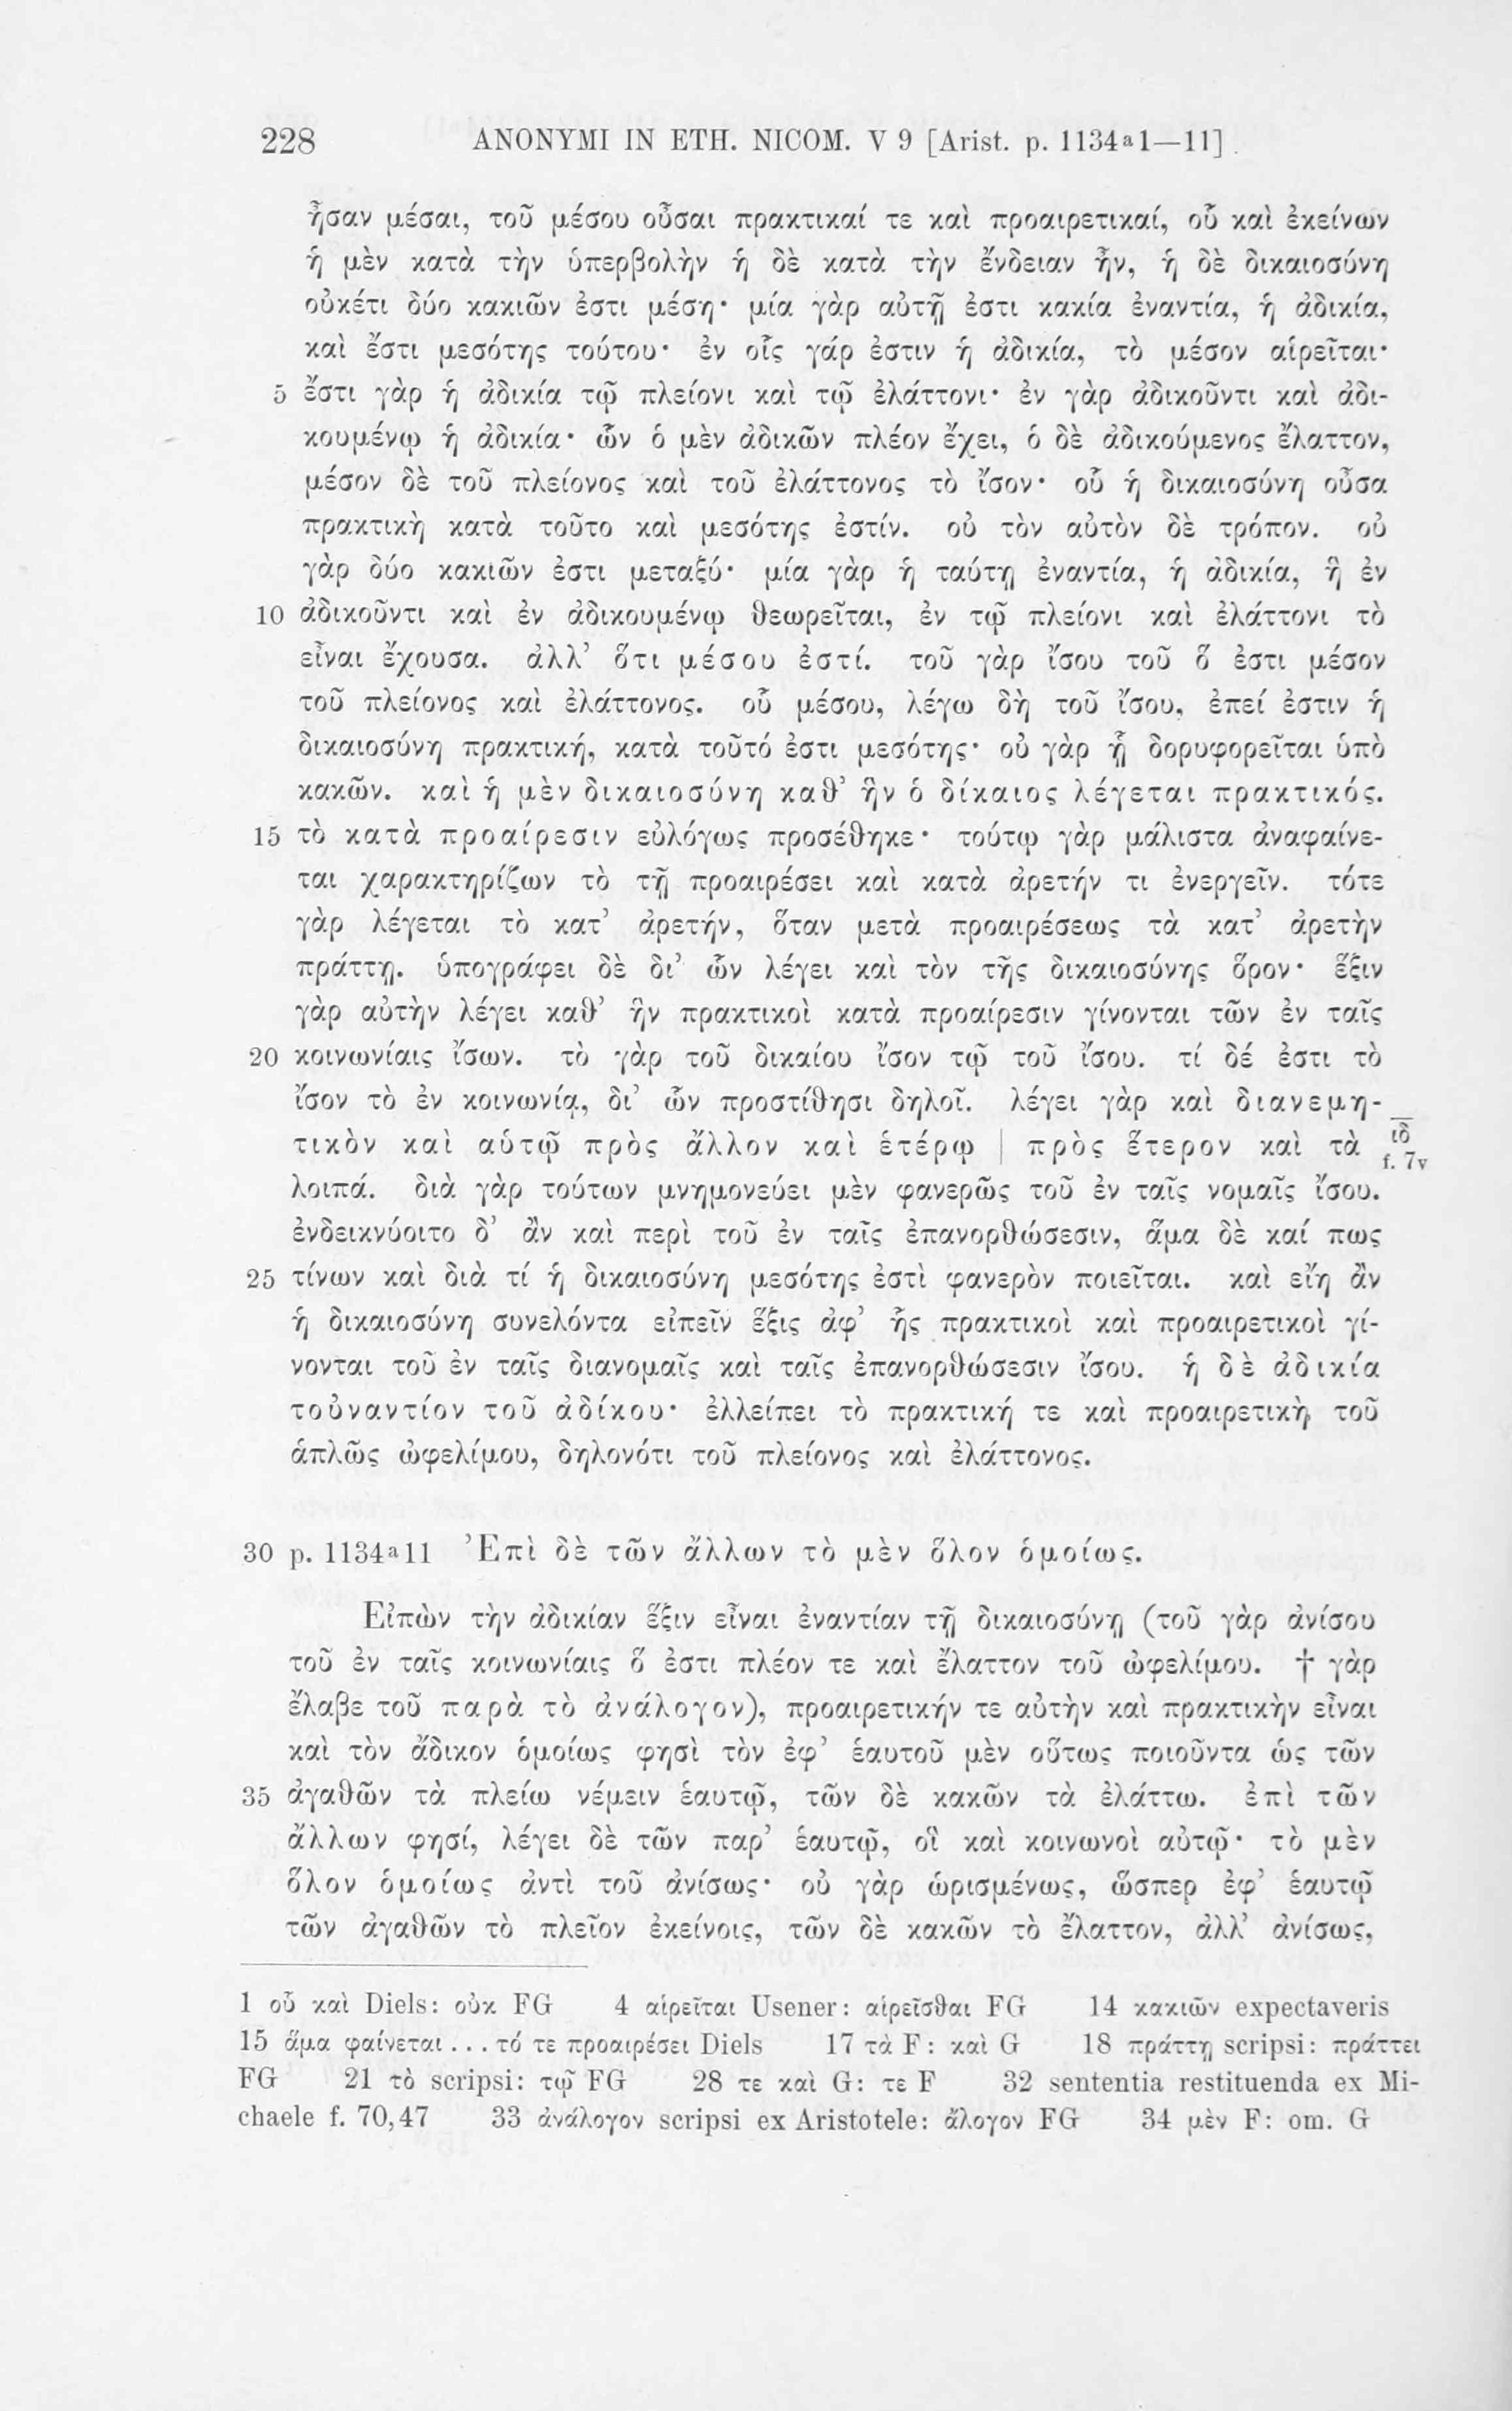 228 ANONYMI IN ETH. NICOM. V 9 [Arist. p. 1134ᵃ1—11]
ἦσαν μέσαι, τοῦ μέσου οὖσαι πρακτικαί τε καὶ προαιρετικαί, οὗ καὶ ἐκείνων
ἡ μὲν κατὰ τὴν ὑπερβολὴν ἡ δὲ κατὰ τὴν ἔνδειαν ἦν, ἡ δὲ δικαιοσύνη
οὐκέτι δύο κακιῶν ἐστι μέση· μία γὰρ αὐτῇ ἐστι κακία ἐναντία, ἡ ἀδικία,
καὶ ἔστι μεσότης τούτου· ἐν οἷς γάρ ἐστιν ἡ ἀδικία, τὸ μέσον αἱρεῖται·
5 ἔστι γὰρ ἡ ἀδικία τῷ πλείονι καὶ τῷ ἐλάττονι· ἐν γὰρ ἀδικοῦντι καὶ ἀδι-
κουμένῳ ἡ ἀδικία· ὧν ὁ μὲν ἀδικῶν πλέον ἔχει, ὁ δὲ ἀδικούμενος ἔλαττον,
μέσον δὲ τοῦ πλείονος καὶ τοῦ ἐλάττονος τὸ ἴσον· οὗ ἡ δικαιοσύνη οὖσα
πρακτικὴ κατὰ τοῦτο καὶ μεσότης ἐστίν. οὐ τὸν αὐτὸν δὲ τρόπον. οὐ
γὰρ δύο κακιῶν ἐστι μεταξύ· μία γὰρ ἡ ταύτῃ ἐναντία, ἡ ἀδικία, ἣ ἐν
10 ἀδικοῦντι καὶ ἐν ἀδικουμένῳ θεωρεῖται, ἐν τῷ πλείονι καὶ ἐλάττονι τὸ
εἶναι ἔχουσα. ἀλλ’ ὅτι μέσου ἐστί. τοῦ γὰρ ἴσου τοῦ ὅ ἐστι μέσον
τοῦ πλείονος καὶ ἐλάττονος. οὗ μέσου, λέγω δὴ τοῦ ἴσου, ἐπεί ἐστιν ἡ
δικαιοσύνη πρακτική, κατὰ τοῦτό ἐστι μεσότης· οὐ γὰρ ᾗ δορυφορεῖται ὑπὸ
κακῶν. καὶ ἡ μὲν δικαιοσύνη καθ’ ἣν ὁ δίκαιος λέγεται πρακτικός.
15 τὸ κατὰ προαίρεσιν εὐλόγως προσέθηκε· τούτῳ γὰρ μάλιστα ἀναφαίνε-
ται χαρακτηρίζων τὸ τῇ προαιρέσει καὶ κατὰ ἀρετήν τι ἐνεργεῖν. τότε
γὰρ λέγεται τὸ κατ’ ἀρετήν, ὅταν μετὰ προαιρέσεως τὰ κατ’ ἀρετὴν
πράττῃ. ὑπογράφει δὲ δι’ ὧν λέγει καὶ τὸν τῆς δικαιοσύνης ὅρον· ἕξιν
γὰρ αὐτὴν λέγει καθ’ ἣν πρακτικοὶ κατὰ προαίρεσιν γίνονται τῶν ἐν ταῖς
20 κοινωνίαις ἴσων. τὸ γὰρ τοῦ δικαίου ἴσον τῷ τοῦ ἴσου. τί δέ ἐστι τὸ
ἴσον τὸ ἐν κοινωνίᾳ, δι’ ὧν προστίθησι δηλοῖ. λέγει γὰρ καὶ διανεμη-
τικὸν καὶ αὑτῷ πρὸς ἄλλον καὶ ἑτέρῳ | πρὸς ἕτερον καὶ τὰ ιδ f. 7v
λοιπά. διὰ γὰρ τούτων μνημονεύει μὲν φανερῶς τοῦ ἐν ταῖς νομαῖς ἴσου.
ἐνδεικνύοιτο δ’ ἂν καὶ περὶ τοῦ ἐν ταῖς ἐπανορθώσεσιν, ἅμα δὲ καί πως
25 τίνων καὶ διὰ τί ἡ δικαιοσύνη μεσότης ἐστὶ φανερὸν ποιεῖται. καὶ εἴη ἂν
ἡ δικαιοσύνη συνελόντα εἰπεῖν ἕξις ἀφ’ ἧς πρακτικοὶ καὶ προαιρετικοὶ γί-
νονται τοῦ ἐν ταῖς διανομαῖς καὶ ταῖς ἐπανορθώσεσιν ἴσου. ἡ δὲ ἀδικία
τοὐναντίον τοῦ ἀδίκου· ἐλλείπει τὸ πρακτική τε καὶ προαιρετικὴ τοῦ
ἁπλῶς ὠφελίμου, δηλονότι τοῦ πλείονος καὶ ἐλάττονος.
30 p. 1134ᵃ11 Ἐπὶ δὲ τῶν ἄλλων τὸ μὲν ὅλον ὁμοίως.
Εἰπὼν τὴν ἀδικίαν ἕξιν εἶναι ἐναντίαν τῇ δικαιοσύνῃ (τοῦ γὰρ ἀνίσου
τοῦ ἐν ταῖς κοινωνίαις ὅ ἐστι πλέον τε καὶ ἔλαττον τοῦ ὠφελίμου. † γὰρ
ἔλαβε τοῦ παρὰ τὸ ἀνάλογον), προαιρετικήν τε αὐτὴν καὶ πρακτικὴν εἶναι
καὶ τὸν ἄδικον ὁμοίως φησὶ τὸν ἐφ’ ἑαυτοῦ μὲν οὕτως ποιοῦντα ὡς τῶν
35 ἀγαθῶν τὰ πλείω νέμειν ἑαυτῷ, τῶν δὲ κακῶν τὰ ἐλάττω. ἐπὶ τῶν
ἄλλων φησί, λέγει δὲ τῶν παρ’ ἑαυτῷ, οἳ καὶ κοινωνοὶ αὐτῷ· τὸ μὲν
ὅλον ὁμοίως ἀντὶ τοῦ ἀνίσως· οὐ γὰρ ὡρισμένως, ὥσπερ ἐφ’ ἑαυτῷ
τῶν ἀγαθῶν τὸ πλεῖον ἐκείνοις, τῶν δὲ κακῶν τὸ ἔλαττον, ἀλλ’ ἀνίσως,
1 οὗ καὶ Diels: οὐκ FG 4 αἱρεῖται Usener: αἱρεῖσθαι FG 14 κακιῶν expectaveris
15 ἅμα φαίνεται... τό τε προαιρέσει Diels 17 τὰ F: καὶ G 18 πράττῃ scripsi: πράττει
FG 21 τὸ scripsi: τῷ FG 28 τε καὶ G: τε F 32 sententia restituenda ex Mi-
chaele f. 70,47 33 ἀνάλογον scripsi ex Aristotele: ἄλογον FG 34 μὲν F: om. G